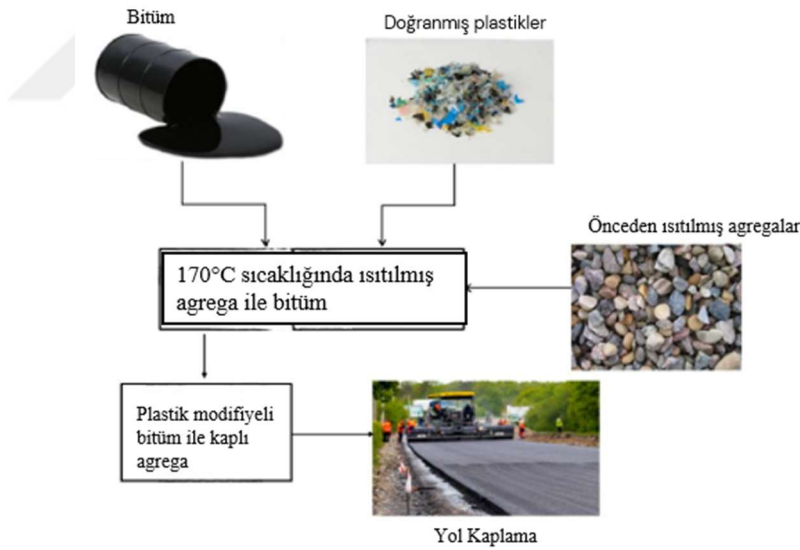 Bitüm
Doğranmış plastikler
Önceden ısıtılmış agregalar
170°C sıcaklığında ısıtılmış
agrega ile bitüm
Plastik modifiyeli
bitüm ile kaplı
agrega
Yol Kaplama